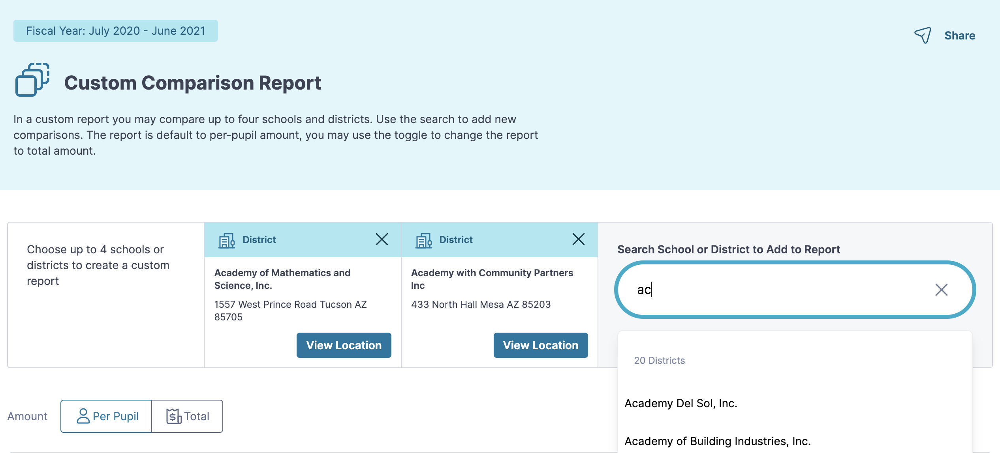 Fiscal Year: July 2020 - June 2021
Share
Custom Comparison Report
In a custom report you may compare up to four schools and districts. Use the search to add new
comparisons. The report is default to per-pupil amount, you may use the toggle to change the report
to total amount.
Choose up to 4 schools or
districts to create a custom
report
District
Academy of Mathematics and
Science, Inc.
1557 West Prince Road Tucson AZ
85705
View Location
District
Academy with Community Partners
Inc
433 North Hall Mesa AZ 85203
View Location
Search School or District to Add to Report
ac
20 Districts
Academy Del Sol, Inc.
Academy of Building Industries, Inc.
Amount
Per Pupil
Total